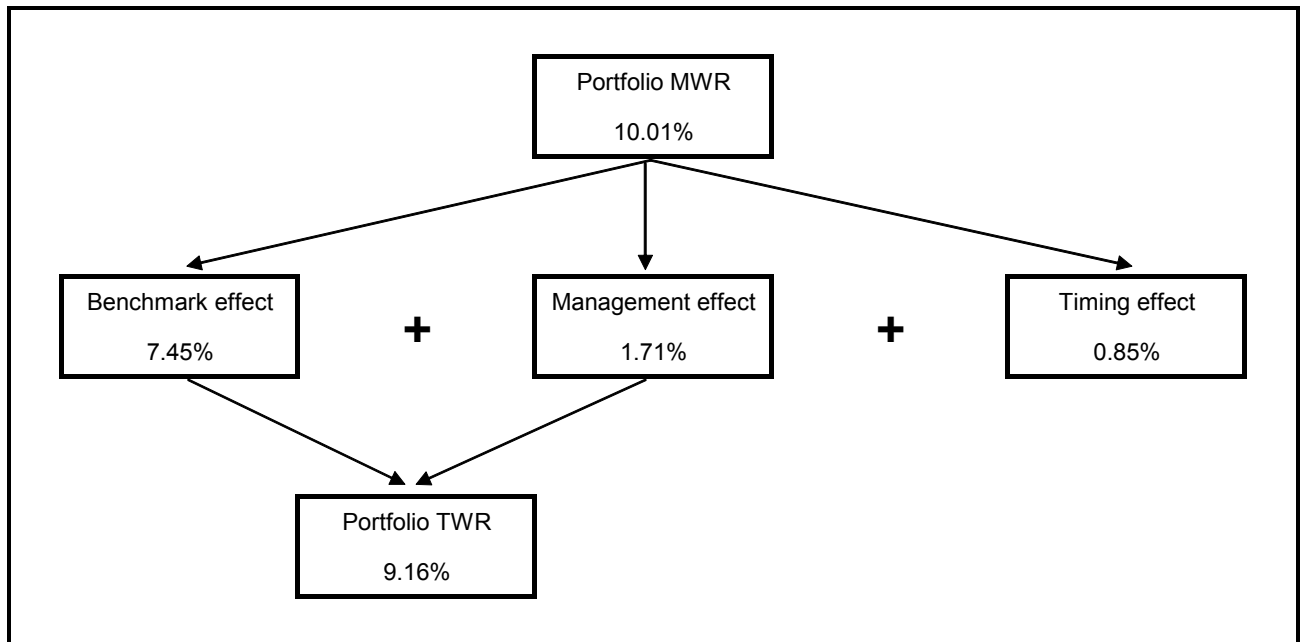 Portfolio MWR
10.01%
Benchmark effect
7.45%
+
Management effect
1.71%
+
Timing effect
0.85%
Portfolio TWR
9.16%